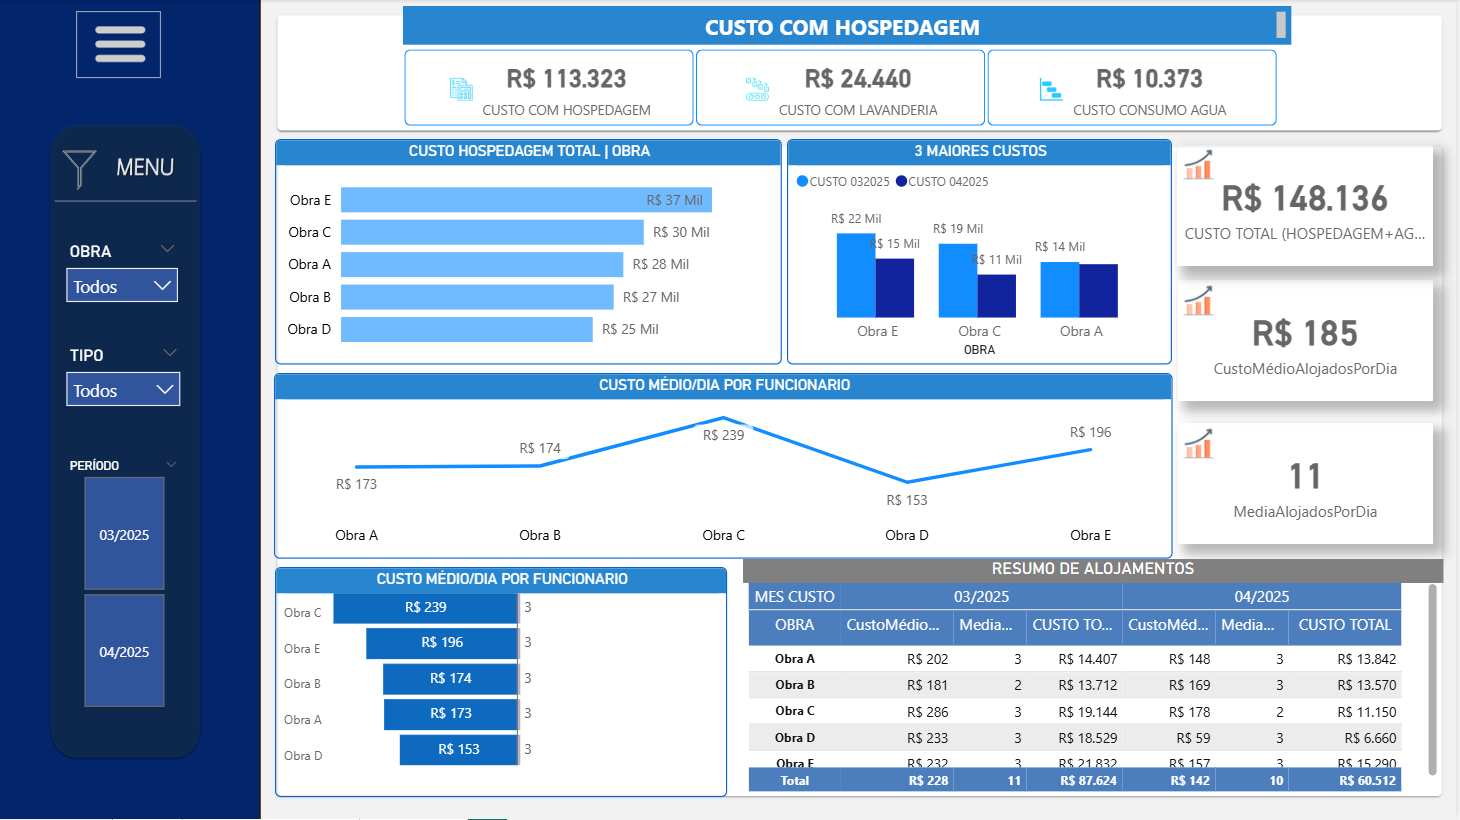 CUSTO COM HOSPEDAGEM
R$ 113.323
CUSTO COM HOSPEDAGEM
R$ 24.440
CUSTO COM LAVANDERIA
R$ 10.373
CUSTO CONSUMO AGUA
MENU
OBRA
Todos
TIPO
Todos
PERÍODO
03/2025
04/2025
CUSTO HOSPEDAGEM TOTAL | OBRA
Obra E R$ 37 Mil
Obra C R$ 30 Mil
Obra A R$ 28 Mil
Obra B R$ 27 Mil
Obra D R$ 25 Mil
3 MAIORES CUSTOS
CUSTO 032025 CUSTO 042025
R$ 22 Mil
R$ 15 Mil
R$ 19 Mil
R$ 11 Mil
R$ 14 Mil
Obra E Obra C Obra A
OBRA
R$ 148.136
CUSTO TOTAL (HOSPEDAGEM+AG...
R$ 185
CustoMédioAlojadosPorDia
11
MediaAlojadosPorDia
CUSTO MÉDIO/DIA POR FUNCIONARIO
R$ 173
R$ 174
R$ 239
R$ 153
R$ 196
Obra A Obra B Obra C Obra D Obra E
CUSTO MÉDIO/DIA POR FUNCIONARIO
Obra C R$ 239 3
Obra E R$ 196 3
Obra B R$ 174 3
Obra A R$ 173 3
Obra D R$ 153 3
RESUMO DE ALOJAMENTOS
MES CUSTO 03/2025 04/2025
OBRA CustoMédio... Media... CUSTO TO... CustoMéd... Media... CUSTO TOTAL
Obra A R$ 202 3 R$ 14.407 R$ 148 3 R$ 13.842
Obra B R$ 181 2 R$ 13.712 R$ 169 3 R$ 13.570
Obra C R$ 286 3 R$ 19.144 R$ 178 2 R$ 11.150
Obra D R$ 233 3 R$ 18.529 R$ 59 3 R$ 6.660
Obra E R$ 232 3 R$ 21.832 R$ 157 3 R$ 15.290
Total R$ 228 11 R$ 87.624 R$ 142 10 R$ 60.512